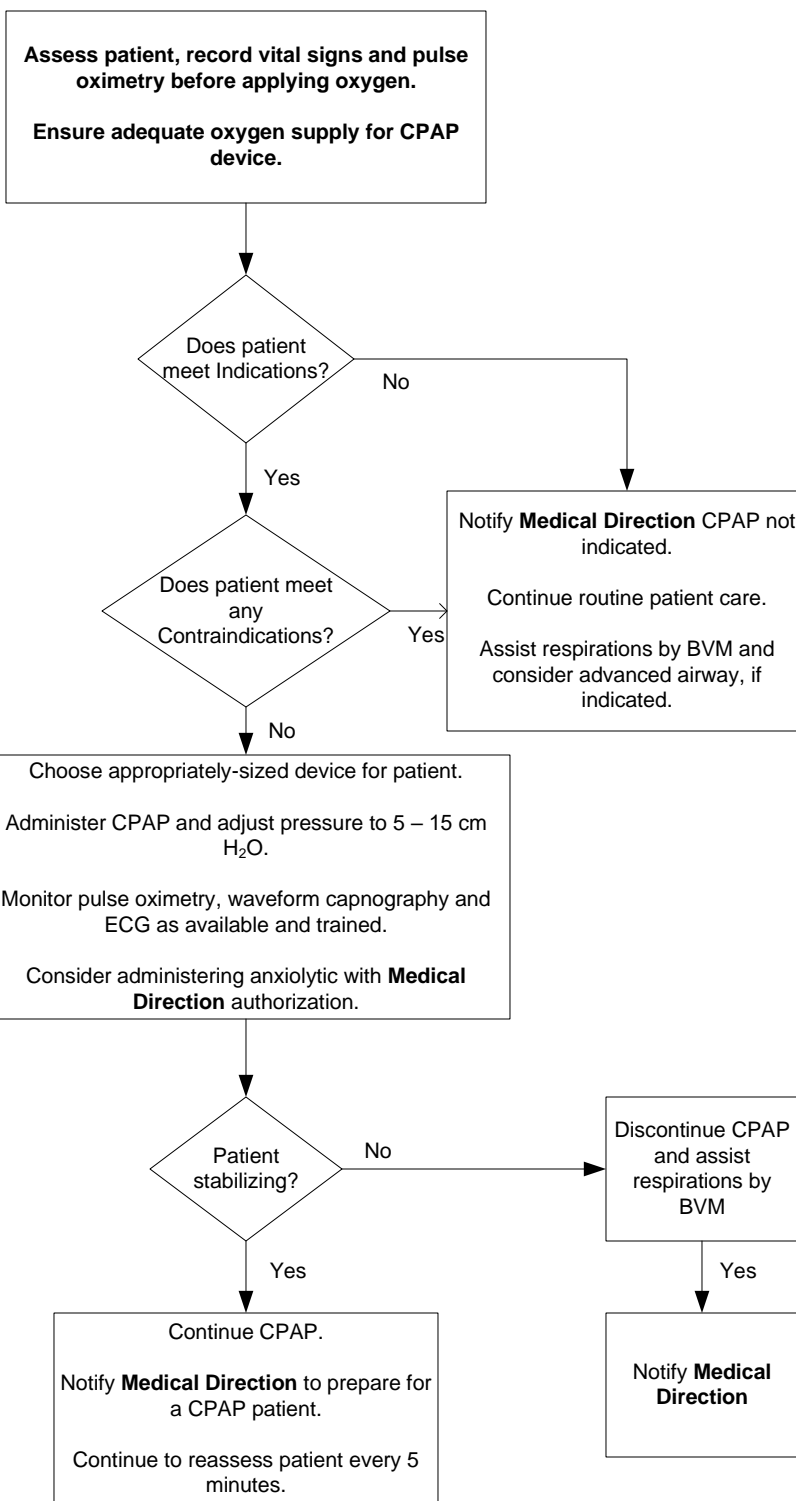 Assess patient, record vital signs and pulse
oximetry before applying oxygen.
Ensure adequate oxygen supply for CPAP
device.
Does patient
meet Indications?
No
Yes
Notify Medical Direction CPAP not
indicated.
Continue routine patient care.
Assist respirations by BVM and
consider advanced airway, if
indicated.
Does patient meet
any
Contraindications?
Yes
No
Choose appropriately-sized device for patient.
Administer CPAP and adjust pressure to 5 – 15 cm
H₂O.
Monitor pulse oximetry, waveform capnography and
ECG as available and trained.
Consider administering anxiolytic with Medical
Direction authorization.
Patient
stabilizing?
No
Discontinue CPAP
and assist
respirations by
BVM
Yes
Yes
Continue CPAP.
Notify Medical Direction to prepare for
a CPAP patient.
Continue to reassess patient every 5
minutes.
Notify Medical
Direction